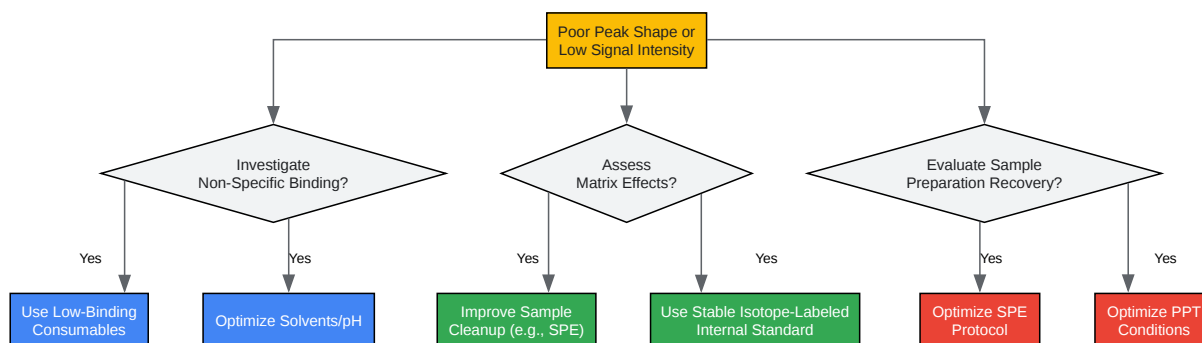 Poor Peak Shape or
Low Signal Intensity
Investigate
Non-Specific Binding?
Assess
Matrix Effects?
Evaluate Sample
Preparation Recovery?
Yes
Yes
Yes
Yes
Yes
Yes
Use Low-Binding
Consumables
Optimize Solvents/pH
Improve Sample
Cleanup (e.g., SPE)
Use Stable Isotope-Labeled
Internal Standard
Optimize SPE
Protocol
Optimize PPT
Conditions